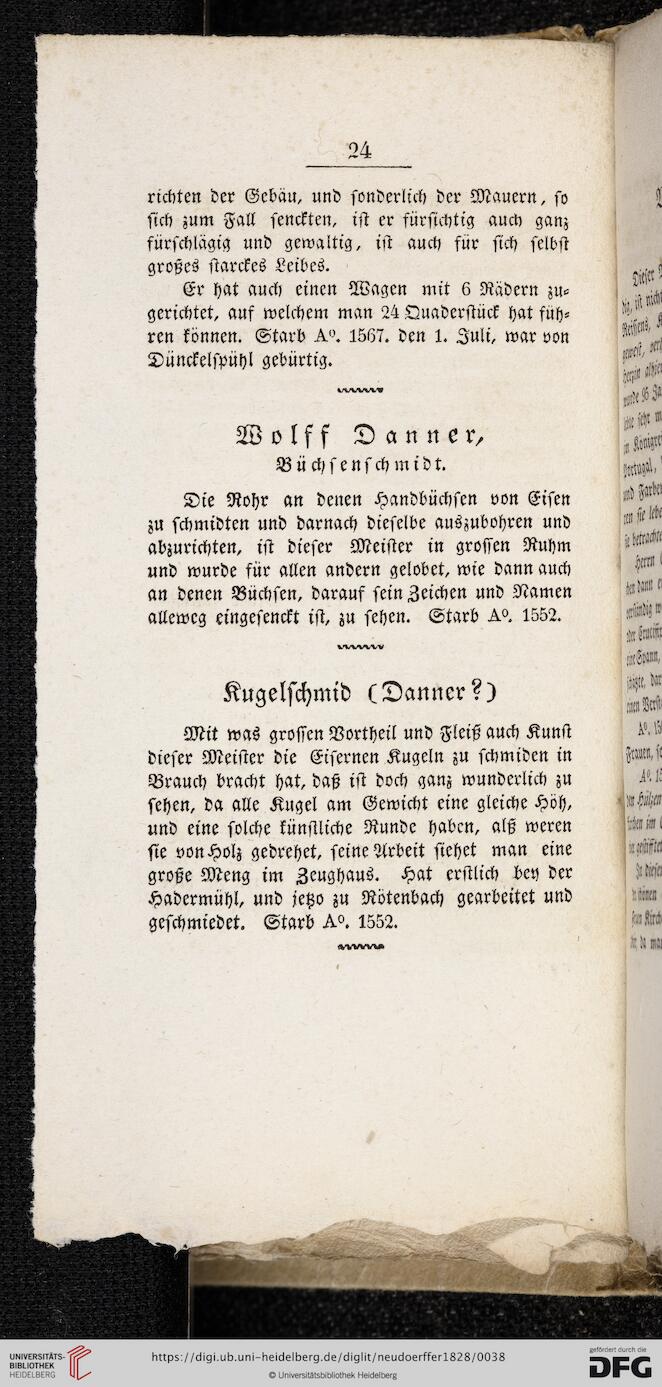 24
richten der Gebäu, und sonderlich der Mauern, so
sich zum Fall senckten, ist er fürsichtig auch ganz
fürschlägig und gewaltig, ist auch für sich selbst
großes starckes Leibes.
Er hat auch einen Wagen mit 6 Rädern zu-
gerichtet, auf welchem man 24 Quaderstück hat füh-
ren können. Starb Aº. 1567. den 1. Juli, war von
Dünckelspühl gebürtig.
Wolff Danner,
Büchsenschmidt.
Die Rohr an denen Handbüchsen von Eisen
zu schmidten und darnach dieselbe auszubohren und
abzurichten, ist dieser Meister in grossen Ruhm
und wurde für allen andern gelobet, wie dann auch
an denen Büchsen, darauf sein Zeichen und Namen
alleweg eingesenckt ist, zu sehen. Starb Aº. 1552.
Kugelschmid (Danner?)
Mit was grossen Vortheil und Fleiß auch Kunst
dieser Meister die Eisernen Kugeln zu schmiden in
Brauch bracht hat, daß ist doch ganz wunderlich zu
sehen, da alle Kugel am Gewicht eine gleiche Höh,
und eine solche künstliche Runde haben, alß weren
sie von Holz gedrehet, seine Arbeit siehet man eine
große Meng im Zeughaus. Hat erstlich bey der
Hadermühl, und jetzo zu Rötenbach gearbeitet und
geschmiedet. Starb Aº. 1552.
UNIVERSITÄTS-
BIBLIOTHEK
HEIDELBERG
https://digi.ub.uni-heidelberg.de/diglit/neudoerffer1828/0038
© Universitätsbibliothek Heidelberg
gefördert durch die
DFG